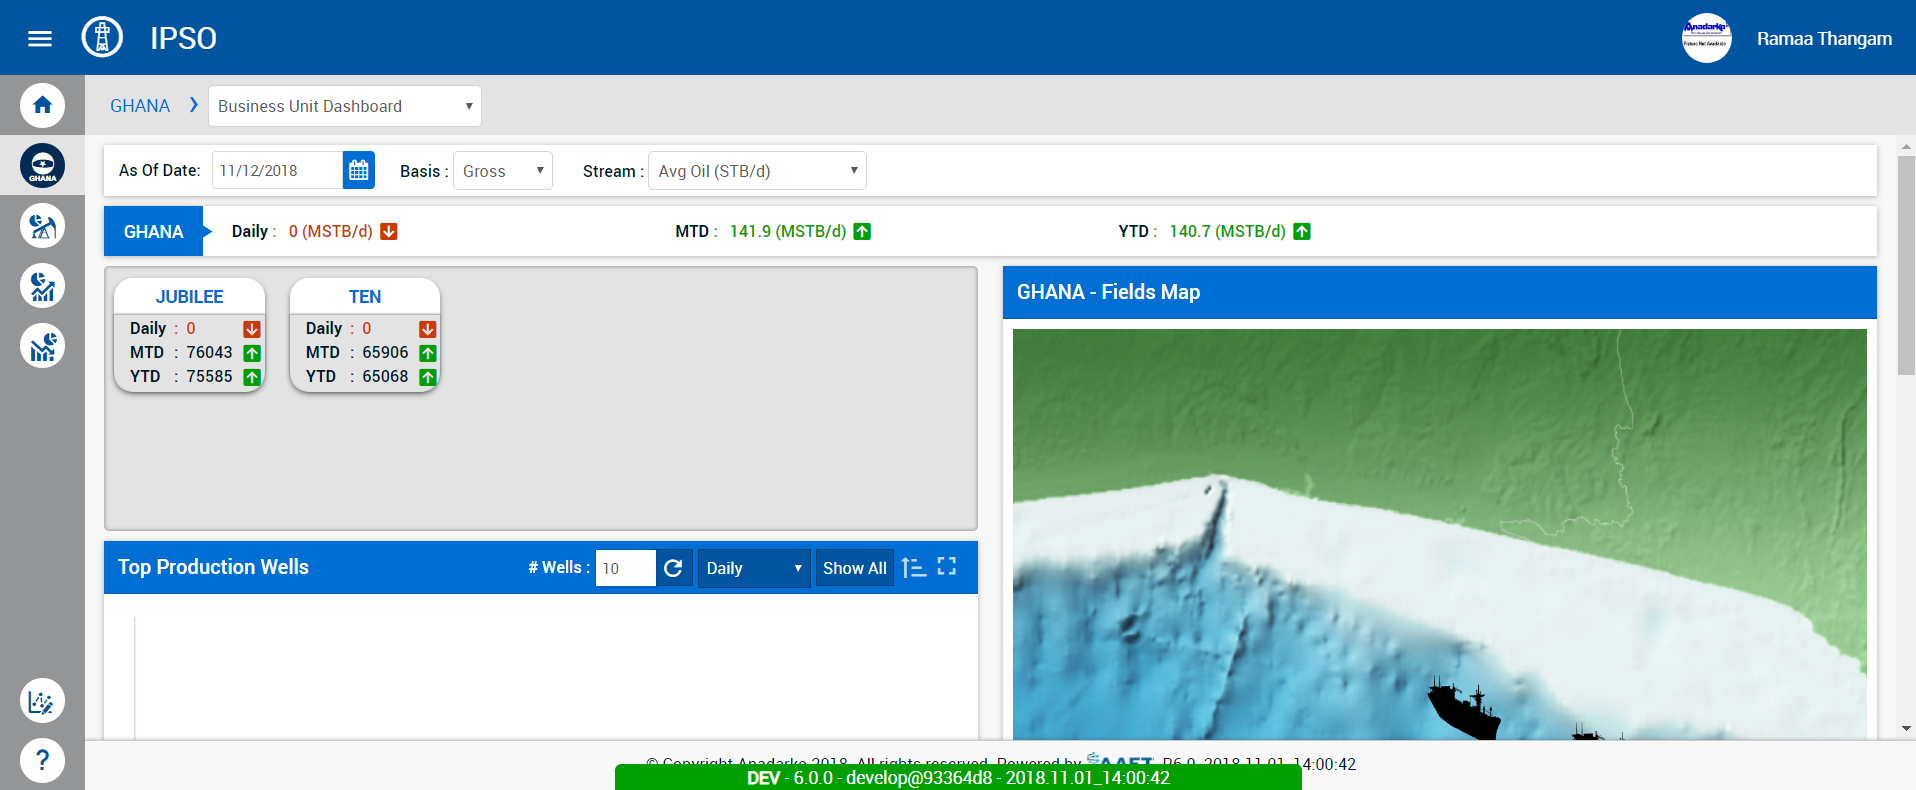 IPSO
Anadarko
Picture Not Available
Ramaa Thangam
GHANA ❯ Business Unit Dashboard
GHANA
As Of Date: 11/12/2018 Basis : Gross Stream : Avg Oil (STB/d)
GHANA Daily : 0 (MSTB/d) MTD : 141.9 (MSTB/d) YTD : 140.7 (MSTB/d)
JUBILEE
Daily : 0
MTD : 76043
YTD : 75585
TEN
Daily : 0
MTD : 65906
YTD : 65068
GHANA - Fields Map
Top Production Wells # Wells : 10 Daily Show All
?
© Copyright Anadarko 2018. All rights reserved. Powered by R6.0_2018.11.01_14:00:42
DEV - 6.0.0 - develop@93364d8 - 2018.11.01_14:00:42